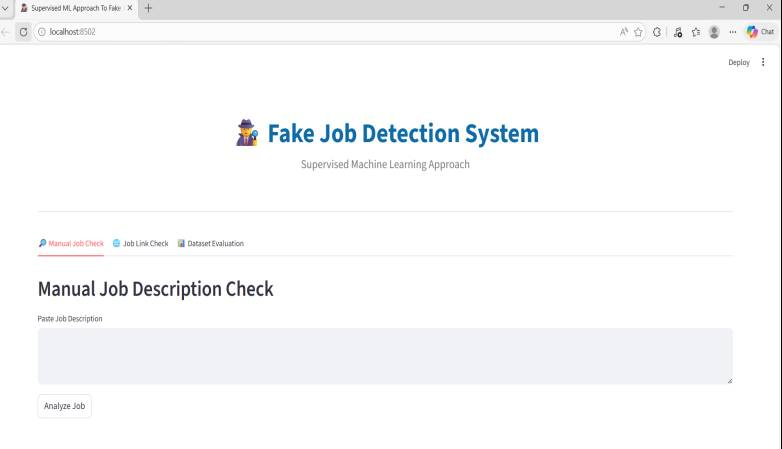 Supervised ML Approach To Fake
localhost:8502
Chat
Deploy
Fake Job Detection System
Supervised Machine Learning Approach
Manual Job Check
Job Link Check
Dataset Evaluation
Manual Job Description Check
Paste Job Description
Analyze Job